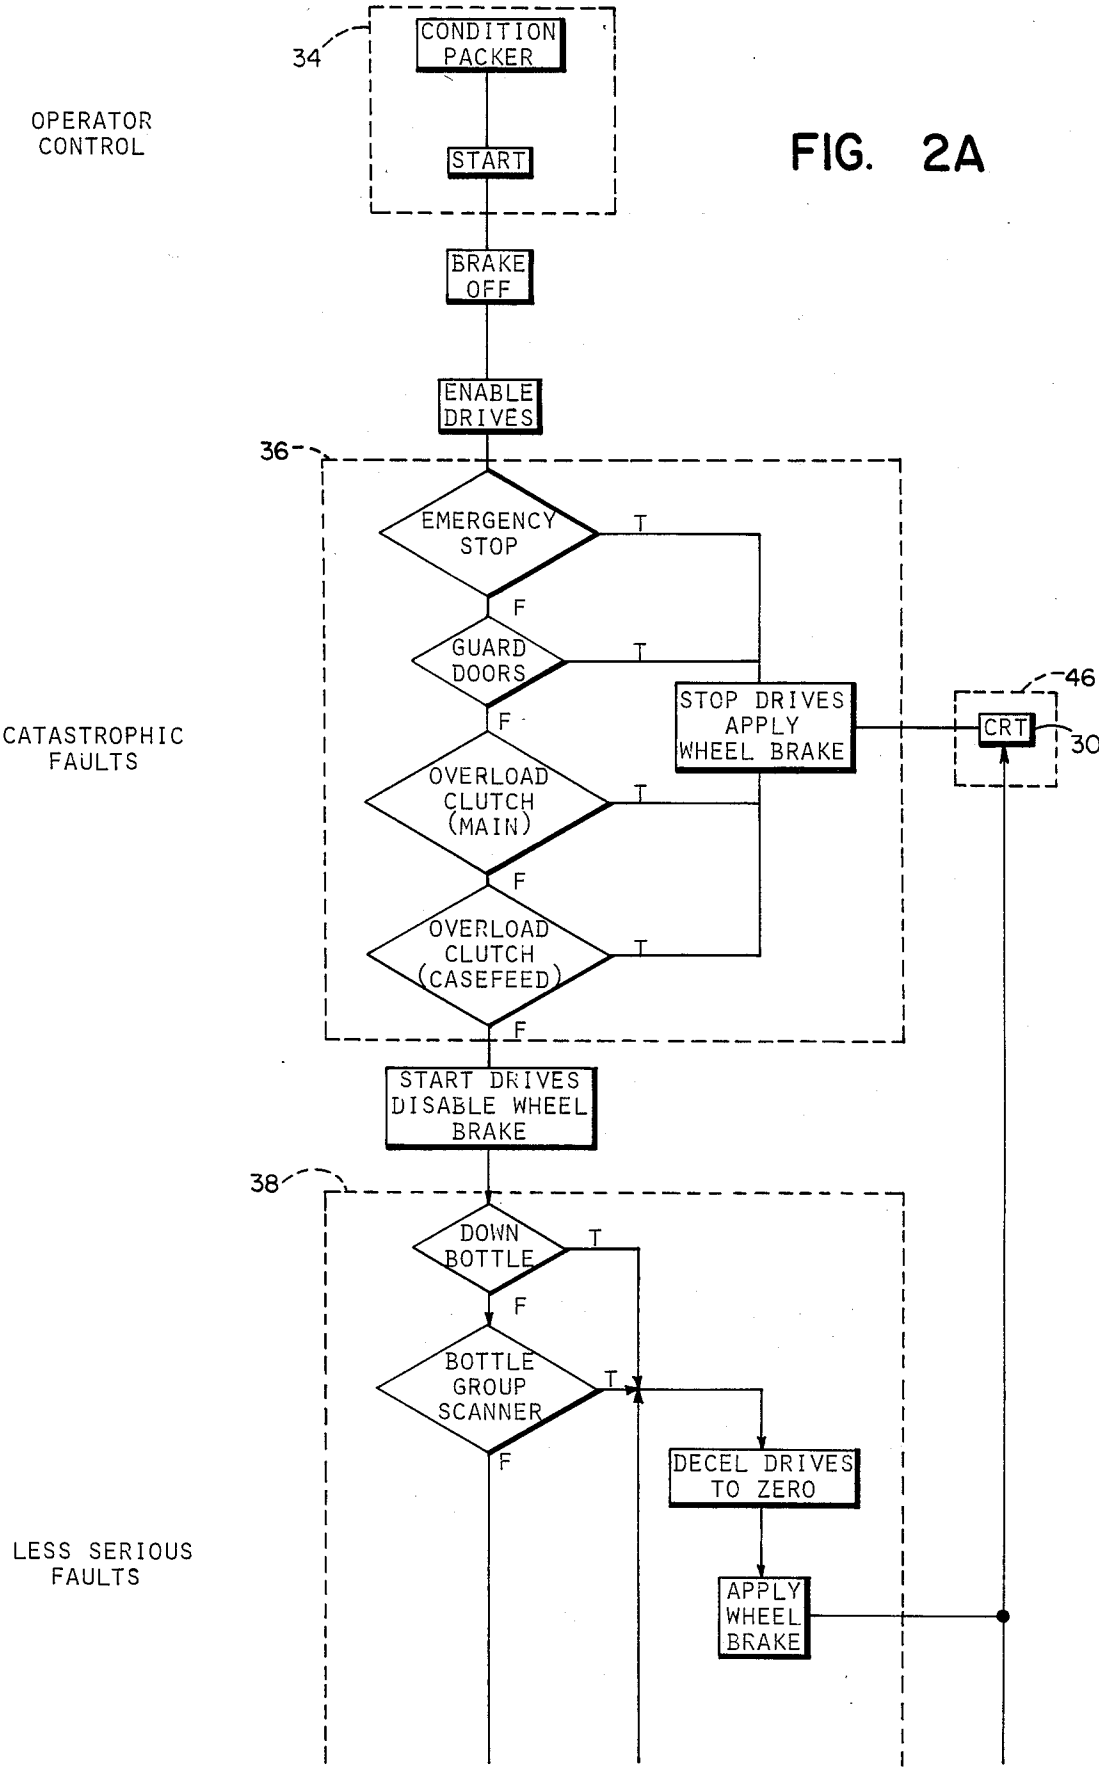 CONDITION
PACKER
34
OPERATOR
CONTROL
FIG. 2A
START
BRAKE
OFF
ENABLE
DRIVES
36
EMERGENCY
STOP
T
F
GUARD
DOORS
T
F
46
STOP DRIVES
APPLY
WHEEL BRAKE
CRT
30
CATASTROPHIC
FAULTS
OVERLOAD
CLUTCH
(MAIN)
T
F
OVERLOAD
CLUTCH
(CASEFEED)
T
F
START DRIVES
DISABLE WHEEL
BRAKE
38
DOWN
BOTTLE
T
F
BOTTLE
GROUP
SCANNER
T
F
DECEL DRIVES
TO ZERO
LESS SERIOUS
FAULTS
APPLY
WHEEL
BRAKE